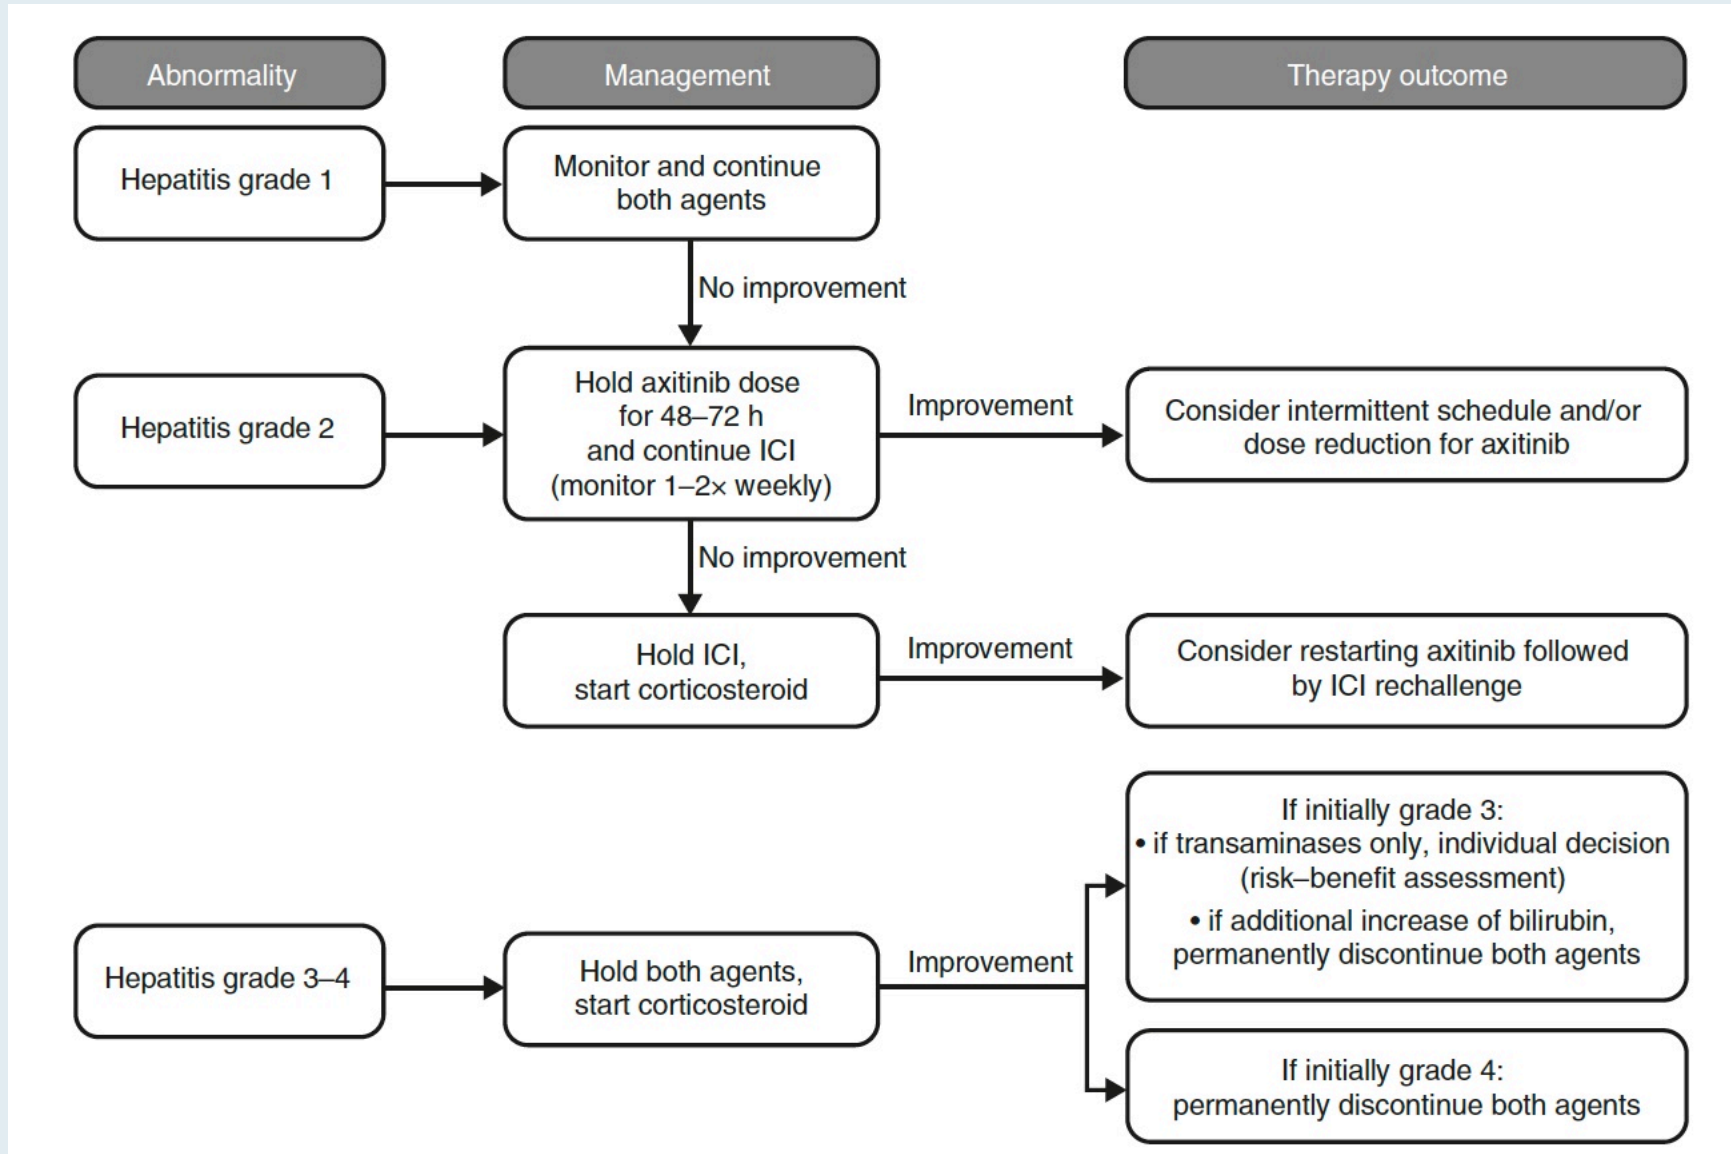 Abnormality
Management
Therapy outcome
Hepatitis grade 1
Monitor and continue
both agents
No improvement
Hepatitis grade 2
Hold axitinib dose
for 48–72 h
and continue ICI
(monitor 1–2× weekly)
Improvement
Consider intermittent schedule and/or
dose reduction for axitinib
No improvement
Hold ICI,
start corticosteroid
Improvement
Consider restarting axitinib followed
by ICI rechallenge
Hepatitis grade 3–4
Hold both agents,
start corticosteroid
Improvement
If initially grade 3:
• if transaminases only, individual decision
(risk–benefit assessment)
• if additional increase of bilirubin,
permanently discontinue both agents
If initially grade 4:
permanently discontinue both agents